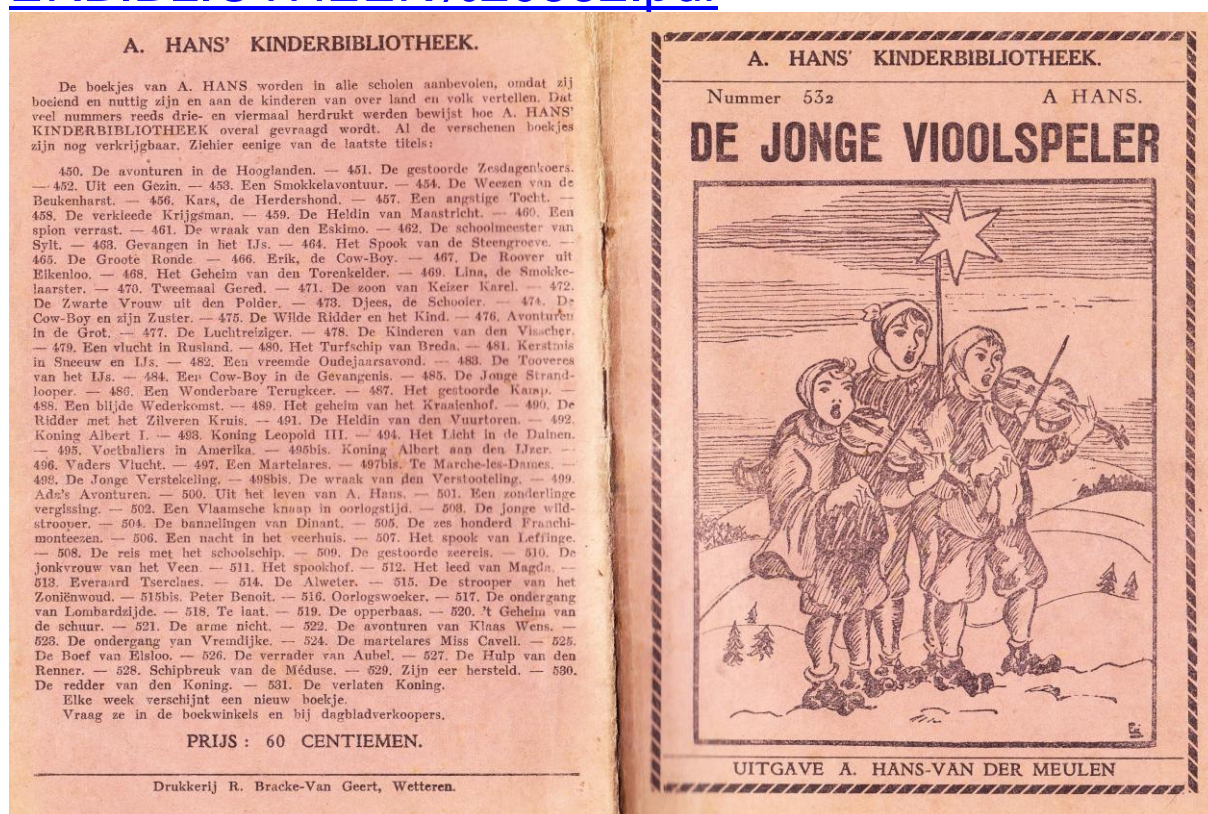 A. HANS' KINDERBIBLIOTHEEK.
De boekjes van A. HANS worden in alle scholen aanbevolen, omdat zij
boeiend en nuttig zijn en aan de kinderen van over land en volk vertellen. Dat
veel nummers reeds drie- en viermaal herdrukt werden bewijst hoe A. HANS'
KINDERBIBLIOTHEEK overal gevraagd wordt. Al de verschenen boekjes
zijn nog verkrijgbaar. Ziehier eenige van de laatste titels:
450. De avonturen in de Hooglanden. — 451. De gestoorde Zesdagenkoers.
— 452. Uit een Gezin. — 453. Een Smokkelavontuur. — 454. De Weezen van de
Beukenharst. — 456. Kars, de Herdershond. — 457. Een angstige Tocht. —
458. De verkleede Krijgsman. — 459. De Heldin van Maastricht. — 460. Een
spion verrast. — 461. De wraak van den Eskimo. — 462. De schoolmeester van
Sylt. — 463. Gevangen in het IJs. — 464. Het Spook van de Steengroeve. —
465. De Groote Ronde — 466. Erik, de Cow-Boy. — 467. De Roover uit
Eikenloo. — 468. Het Geheim van den Torenkelder. — 469. Lina, de Smokke-
laarster. — 470. Tweemaal Gered. — 471. De zoon van Keizer Karel. — 472.
De Zwarte Vrouw uit den Polder. — 473. Djees, de Schooier. — 474. De
Cow-Boy en zijn Zuster. — 475. De Wilde Ridder en het Kind. — 476. Avonturen
in de Grot. — 477. De Luchtreiziger. — 478. De Kinderen van den Visscher.
— 479. Een vlucht in Rusland. — 480. Het Turfschip van Breda. — 481. Kerstmis
in Sneeuw en IJs. — 482. Een vreemde Oudejaarsavond. — 483. De Tooveres
van het IJs. — 484. Een Cow-Boy in de Gevangenis. — 485. De Jonge Strand-
looper. — 486. Een Wonderbare Terugkeer. — 487. Het gestoorde Kamp. —
488. Een blijde Wederkomst. — 489. Het geheim van het Kraaienhof. — 490. De
Ridder met het Zilveren Kruis. — 491. De Heldin van den Vuurtoren. — 492.
Koning Albert I. — 493. Koning Leopold III. — 494. Het Licht in de Duinen.
— 495. Voetballers in Amerika. — 495bis. Koning Albert aan den IJzer. —
496. Vaders Vlucht. — 497. Een Martelares. — 497bis. Te Marche-les-Dames. —
498. De Jonge Verstekeling. — 498bis. De wraak van den Verstooteling. — 499.
Ada's Avonturen. — 500. Uit het leven van A. Hans. — 501. Een zonderlinge
vergissing. — 502. Een Vlaamsche knaap in oorlogstijd. — 503. De jonge wild-
strooper. — 504. De bannelingen van Dinant. — 505. De zes honderd Franchi-
monteezen. — 506. Een nacht in het veerhuis. — 507. Het spook van Leffinge.
— 508. De reis met het schoolschip. — 509. De gestoorde zeereis. — 510. De
jonkvrouw van het Veen. — 511. Het spookhof. — 512. Het leed van Magda. —
513. Everaard Tserclaes. — 514. De Alweter. — 515. De strooper van het
Zoniënwoud. — 515bis. Peter Benoit. — 516. Oorlogswoeker. — 517. De ondergang
van Lombardzijde. — 518. Te laat. — 519. De opperbaas. — 520. 't Geheim van
de schuur. — 521. De arme nicht. — 522. De avonturen van Klaas Wens. —
523. De ondergang van Vremdijke. — 524. De martelares Miss Cavell. — 525.
De Boef van Elsloo. — 526. De verrader van Aubel. — 527. De Hulp van den
Renner. — 528. Schipbreuk van de Méduse. — 529. Zijn eer hersteld. — 530.
De redder van den Koning. — 531. De verlaten Koning.
Elke week verschijnt een nieuw boekje.
Vraag ze in de boekwinkels en bij dagbladverkoopers.
PRIJS : 60 CENTIEMEN.
Drukkerij R. Bracke-Van Geert, Wetteren.
A. HANS' KINDERBIBLIOTHEEK.
Nummer 532 A HANS.
DE JONGE VIOOLSPELER
UITGAVE A. HANS-VAN DER MEULEN